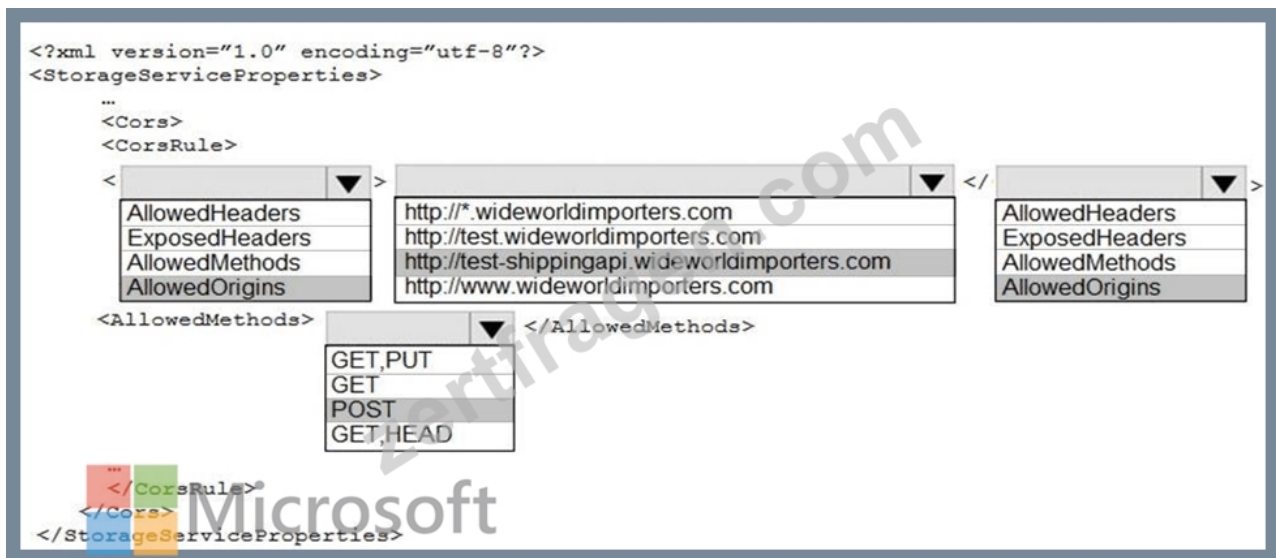 <?xml version="1.0" encoding="utf-8"?>
<StorageServiceProperties>
…
<Cors>
<CorsRule>
< > </ >
AllowedHeaders http://*.wideworldimporters.com AllowedHeaders
ExposedHeaders http://test.wideworldimporters.com ExposedHeaders
AllowedMethods http://test-shippingapi.wideworldimporters.com AllowedMethods
AllowedOrigins http://www.wideworldimporters.com AllowedOrigins
<AllowedMethods> </AllowedMethods>
GET,PUT
GET
POST
GET,HEAD
…
</CorsRule>
</Cors>
</StorageServiceProperties>
Microsoft
zertfragen.com